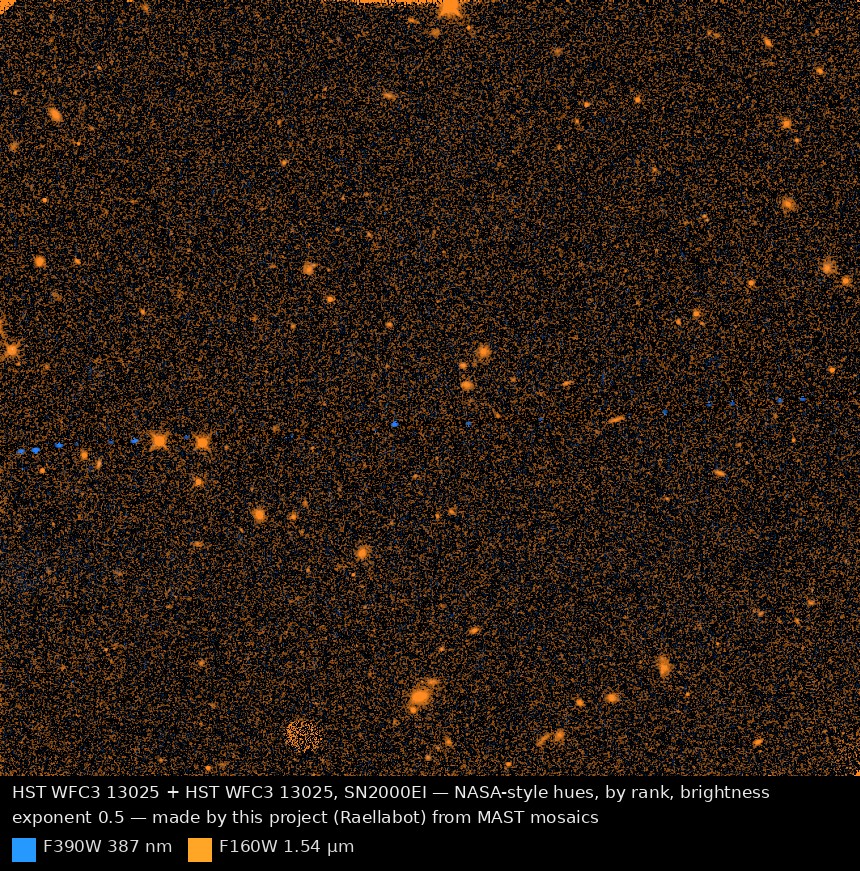 HST WFC3 13025 + HST WFC3 13025, SN2000EI — NASA-style hues, by rank, brightness
exponent 0.5 — made by this project (Raellabot) from MAST mosaics
F390W 387 nm F160W 1.54 µm